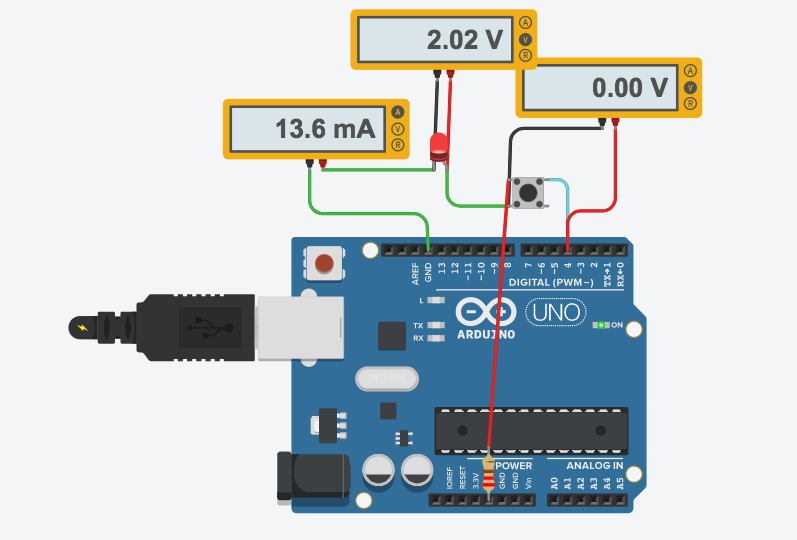 2.02 V
A
V
R
0.00 V
A
V
R
13.6 mA
A
V
R
AREF
GND
13
12
~11
~10
~9
8
7
~6
~5
4
~3
2
TX→1
RX←0
DIGITAL (PWM~)
L
TX
RX
ARDUINO
UNO
ON
IOREF
RESET
3.3V
GND
GND
Vin
POWER
ANALOG IN
A0
A1
A2
A3
A4
A5